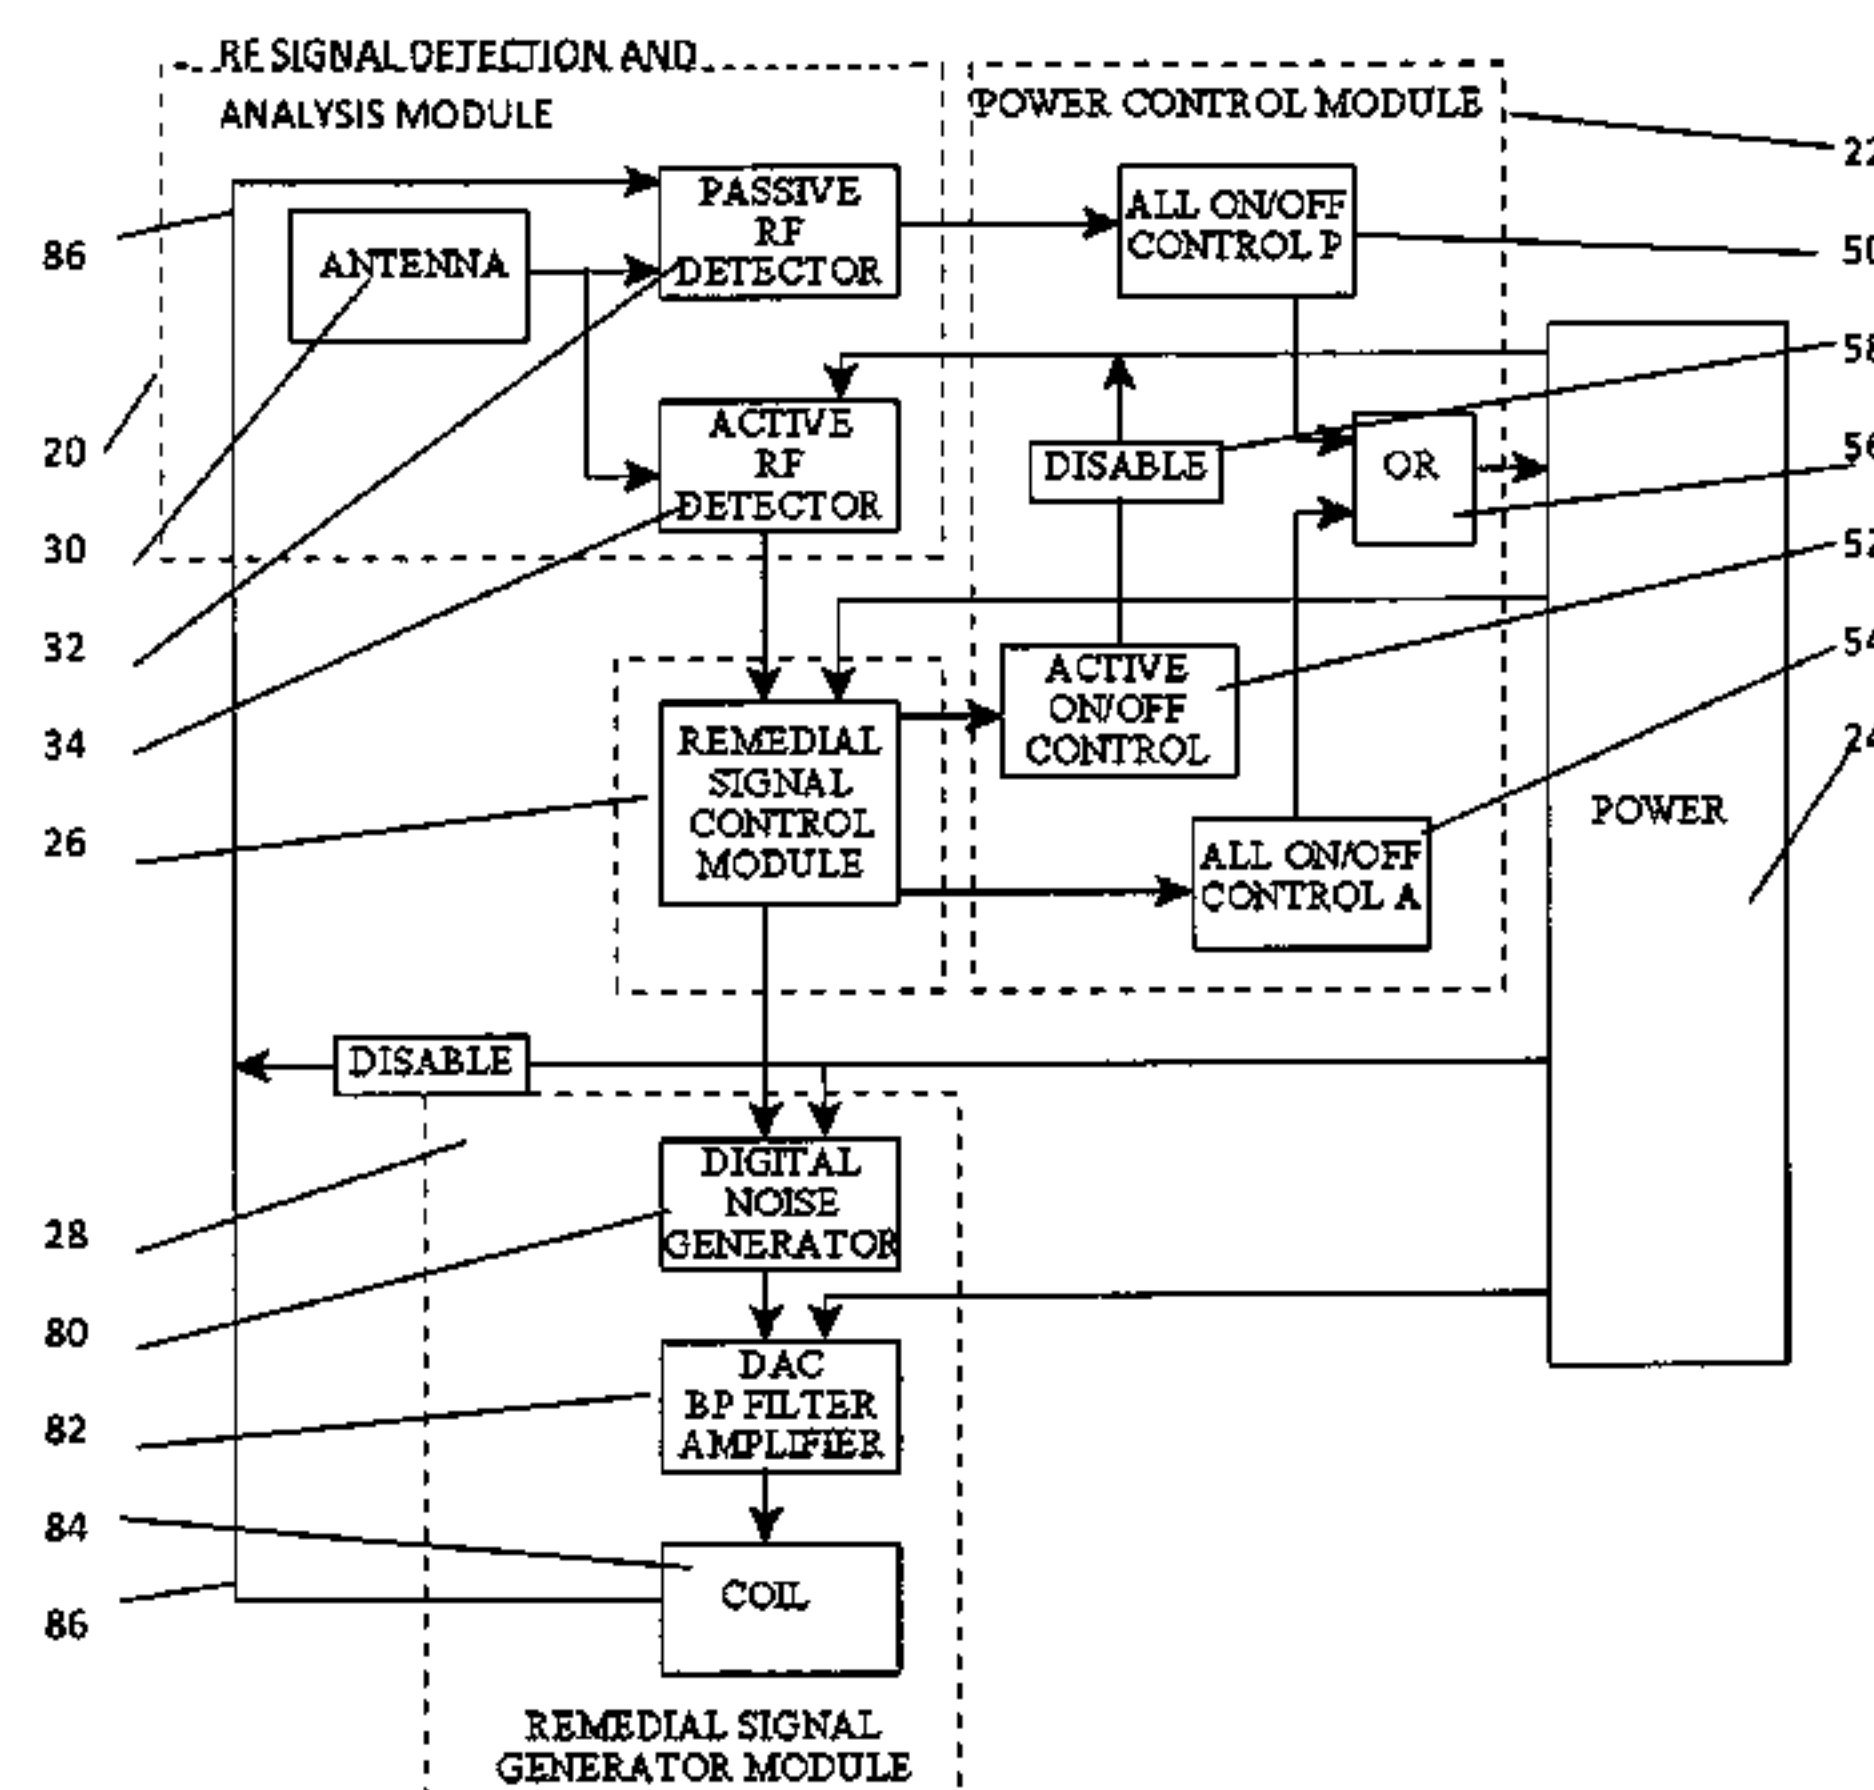 RF SIGNAL DETECTION AND
ANALYSIS MODULE
POWER CONTROL MODULE
22
PASSIVE
RF
DETECTOR
ALL ON/OFF
CONTROL P
86
ANTENNA
50
58
ACTIVE
RF
DETECTOR
DISABLE
OR
20
56
30
52
32
ACTIVE
ON/OFF
CONTROL
54
34
REMEDIAL
SIGNAL
CONTROL
MODULE
24
POWER
26
ALL ON/OFF
CONTROL A
DISABLE
28
DIGITAL
NOISE
GENERATOR
80
DAC
BP FILTER
AMPLIFIER
82
84
COIL
86
REMEDIAL SIGNAL
GENERATOR MODULE